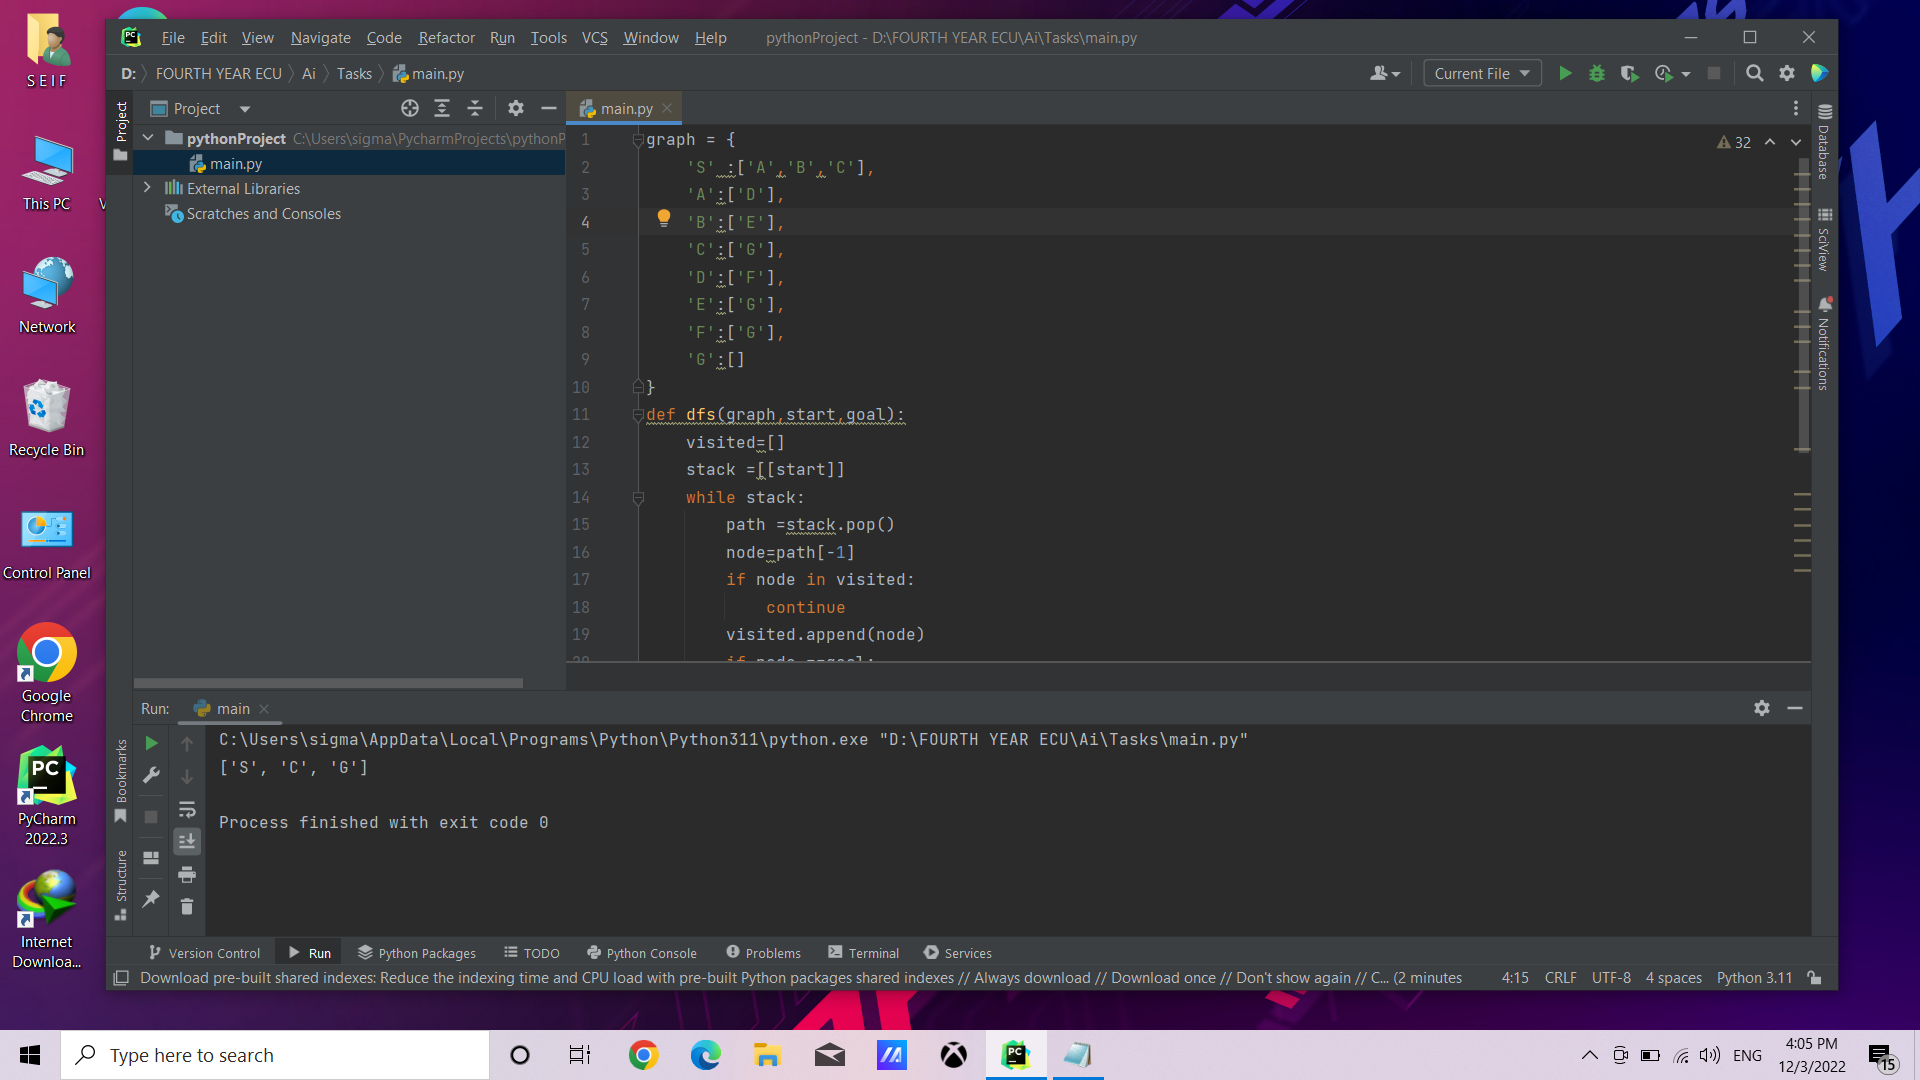 S E I F
This PC
Network
Recycle Bin
Control Panel
Google
Chrome
PyCharm
2022.3
Internet
Downloa...
File Edit View Navigate Code Refactor Run Tools VCS Window Help pythonProject - D:\FOURTH YEAR ECU\Ai\Tasks\main.py
D: FOURTH YEAR ECU Ai Tasks main.py
Current File
Project
Project
main.py
pythonProject C:\Users\sigma\PycharmProjects\pythonP
main.py
External Libraries
Scratches and Consoles
32
1 graph = {
2 'S' :['A','B','C'],
3 'A':['D'],
4 'B':['E'],
5 'C':['G'],
6 'D':['F'],
7 'E':['G'],
8 'F':['G'],
9 'G':[]
10 }
11 def dfs(graph,start,goal):
12 visited=[]
13 stack =[[start]]
14 while stack:
15 path =stack.pop()
16 node=path[-1]
17 if node in visited:
18 continue
19 visited.append(node)
20 if node ==goal:
Database
SciView
Notifications
Run: main
C:\Users\sigma\AppData\Local\Programs\Python\Python311\python.exe "D:\FOURTH YEAR ECU\Ai\Tasks\main.py"
['S', 'C', 'G']
Process finished with exit code 0
Bookmarks
Structure
Version Control Run Python Packages TODO Python Console Problems Terminal Services
Download pre-built shared indexes: Reduce the indexing time and CPU load with pre-built Python packages shared indexes // Always download // Download once // Don't show again // C... (2 minutes 4:15 CRLF UTF-8 4 spaces Python 3.11
Type here to search
ENG
4:05 PM
12/3/2022
15